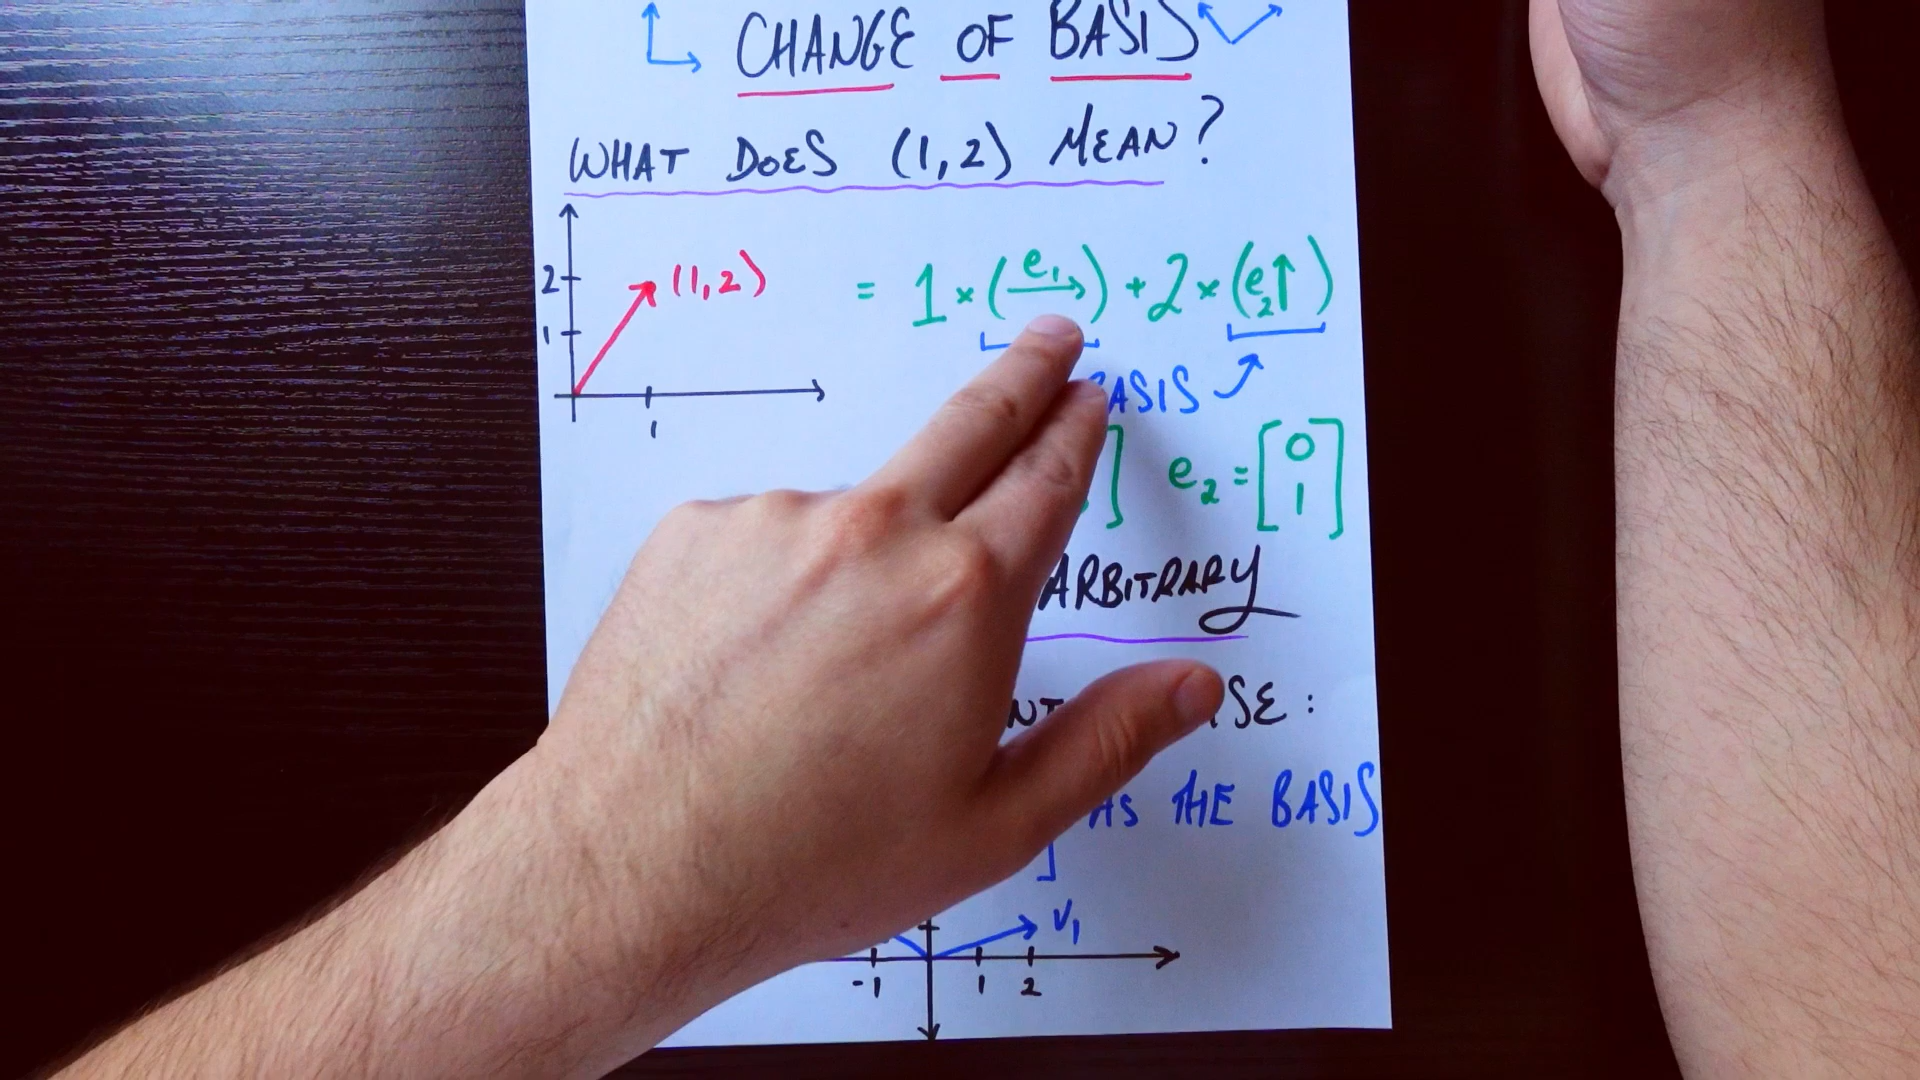 CHANGE OF BASIS
WHAT DOES (1,2) MEAN?
2 (1,2) = 1 × (e₁) + 2 × (e₂)
1
BASIS
1
] e₂ = [0 1]
ARBITRARY
:
AS THE BASIS
]
V₁
-1 1 2